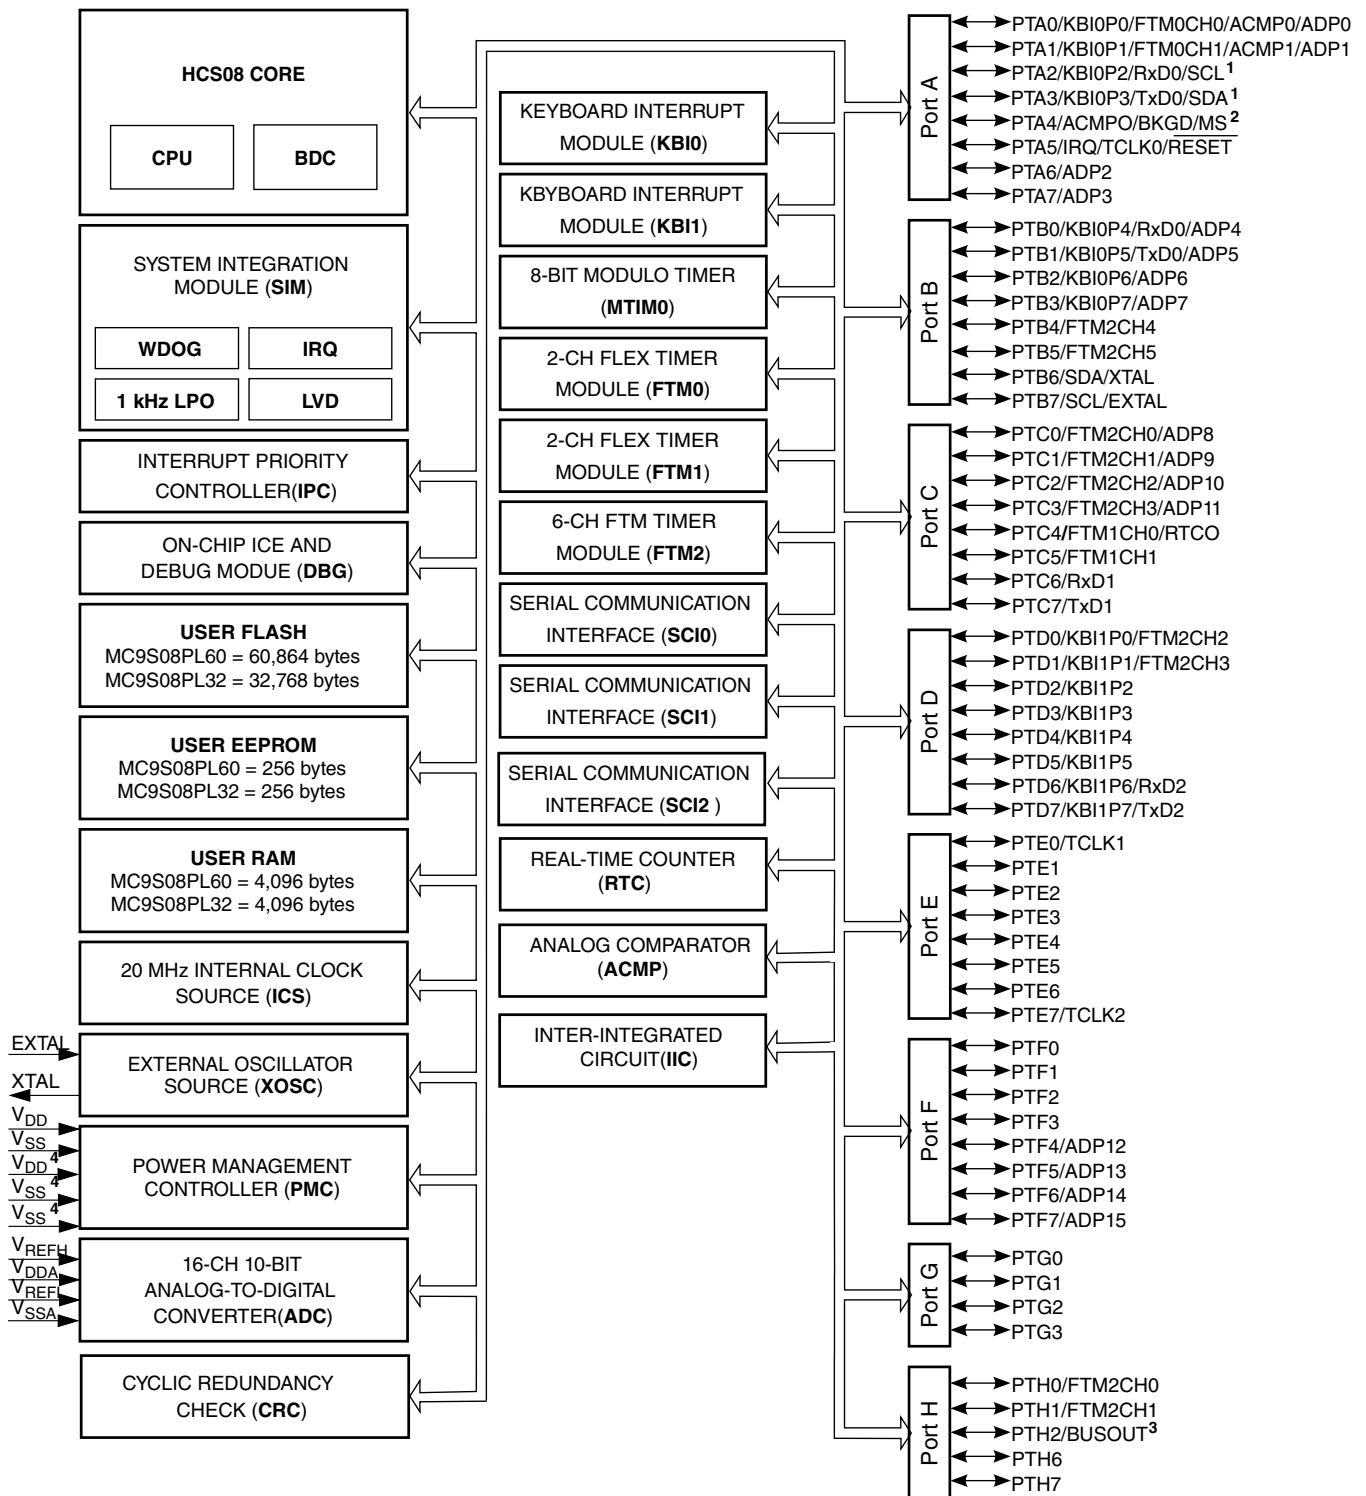 HCS08 CORE
CPU
BDC
SYSTEM INTEGRATION
MODULE (SIM)
WDOG
IRQ
1 kHz LPO
LVD
INTERRUPT PRIORITY
CONTROLLER(IPC)
ON-CHIP ICE AND
DEBUG MODUE (DBG)
USER FLASH
MC9S08PL60 = 60,864 bytes
MC9S08PL32 = 32,768 bytes
USER EEPROM
MC9S08PL60 = 256 bytes
MC9S08PL32 = 256 bytes
USER RAM
MC9S08PL60 = 4,096 bytes
MC9S08PL32 = 4,096 bytes
20 MHz INTERNAL CLOCK
SOURCE (ICS)
EXTAL
XTAL
EXTERNAL OSCILLATOR
SOURCE (XOSC)
VDD
VSS
VDD 4
VSS 4
VSS 4
POWER MANAGEMENT
CONTROLLER (PMC)
VREFH
VDDA
VREFL
VSSA
16-CH 10-BIT
ANALOG-TO-DIGITAL
CONVERTER(ADC)
CYCLIC REDUNDANCY
CHECK (CRC)
KEYBOARD INTERRUPT
MODULE (KBI0)
KBYBOARD INTERRUPT
MODULE (KBI1)
8-BIT MODULO TIMER
(MTIM0)
2-CH FLEX TIMER
MODULE (FTM0)
2-CH FLEX TIMER
MODULE (FTM1)
6-CH FTM TIMER
MODULE (FTM2)
SERIAL COMMUNICATION
INTERFACE (SCI0)
SERIAL COMMUNICATION
INTERFACE (SCI1)
SERIAL COMMUNICATION
INTERFACE (SCI2 )
REAL-TIME COUNTER
(RTC)
ANALOG COMPARATOR
(ACMP)
INTER-INTEGRATED
CIRCUIT(IIC)
Port A
PTA0/KBI0P0/FTM0CH0/ACMP0/ADP0
PTA1/KBI0P1/FTM0CH1/ACMP1/ADP1
PTA2/KBI0P2/RxD0/SCL 1
PTA3/KBI0P3/TxD0/SDA 1
PTA4/ACMPO/BKGD/MS 2
PTA5/IRQ/TCLK0/RESET
PTA6/ADP2
PTA7/ADP3
Port B
PTB0/KBI0P4/RxD0/ADP4
PTB1/KBI0P5/TxD0/ADP5
PTB2/KBI0P6/ADP6
PTB3/KBI0P7/ADP7
PTB4/FTM2CH4
PTB5/FTM2CH5
PTB6/SDA/XTAL
PTB7/SCL/EXTAL
Port C
PTC0/FTM2CH0/ADP8
PTC1/FTM2CH1/ADP9
PTC2/FTM2CH2/ADP10
PTC3/FTM2CH3/ADP11
PTC4/FTM1CH0/RTCO
PTC5/FTM1CH1
PTC6/RxD1
PTC7/TxD1
Port D
PTD0/KBI1P0/FTM2CH2
PTD1/KBI1P1/FTM2CH3
PTD2/KBI1P2
PTD3/KBI1P3
PTD4/KBI1P4
PTD5/KBI1P5
PTD6/KBI1P6/RxD2
PTD7/KBI1P7/TxD2
Port E
PTE0/TCLK1
PTE1
PTE2
PTE3
PTE4
PTE5
PTE6
PTE7/TCLK2
Port F
PTF0
PTF1
PTF2
PTF3
PTF4/ADP12
PTF5/ADP13
PTF6/ADP14
PTF7/ADP15
Port G
PTG0
PTG1
PTG2
PTG3
Port H
PTH0/FTM2CH0
PTH1/FTM2CH1
PTH2/BUSOUT 3
PTH6
PTH7